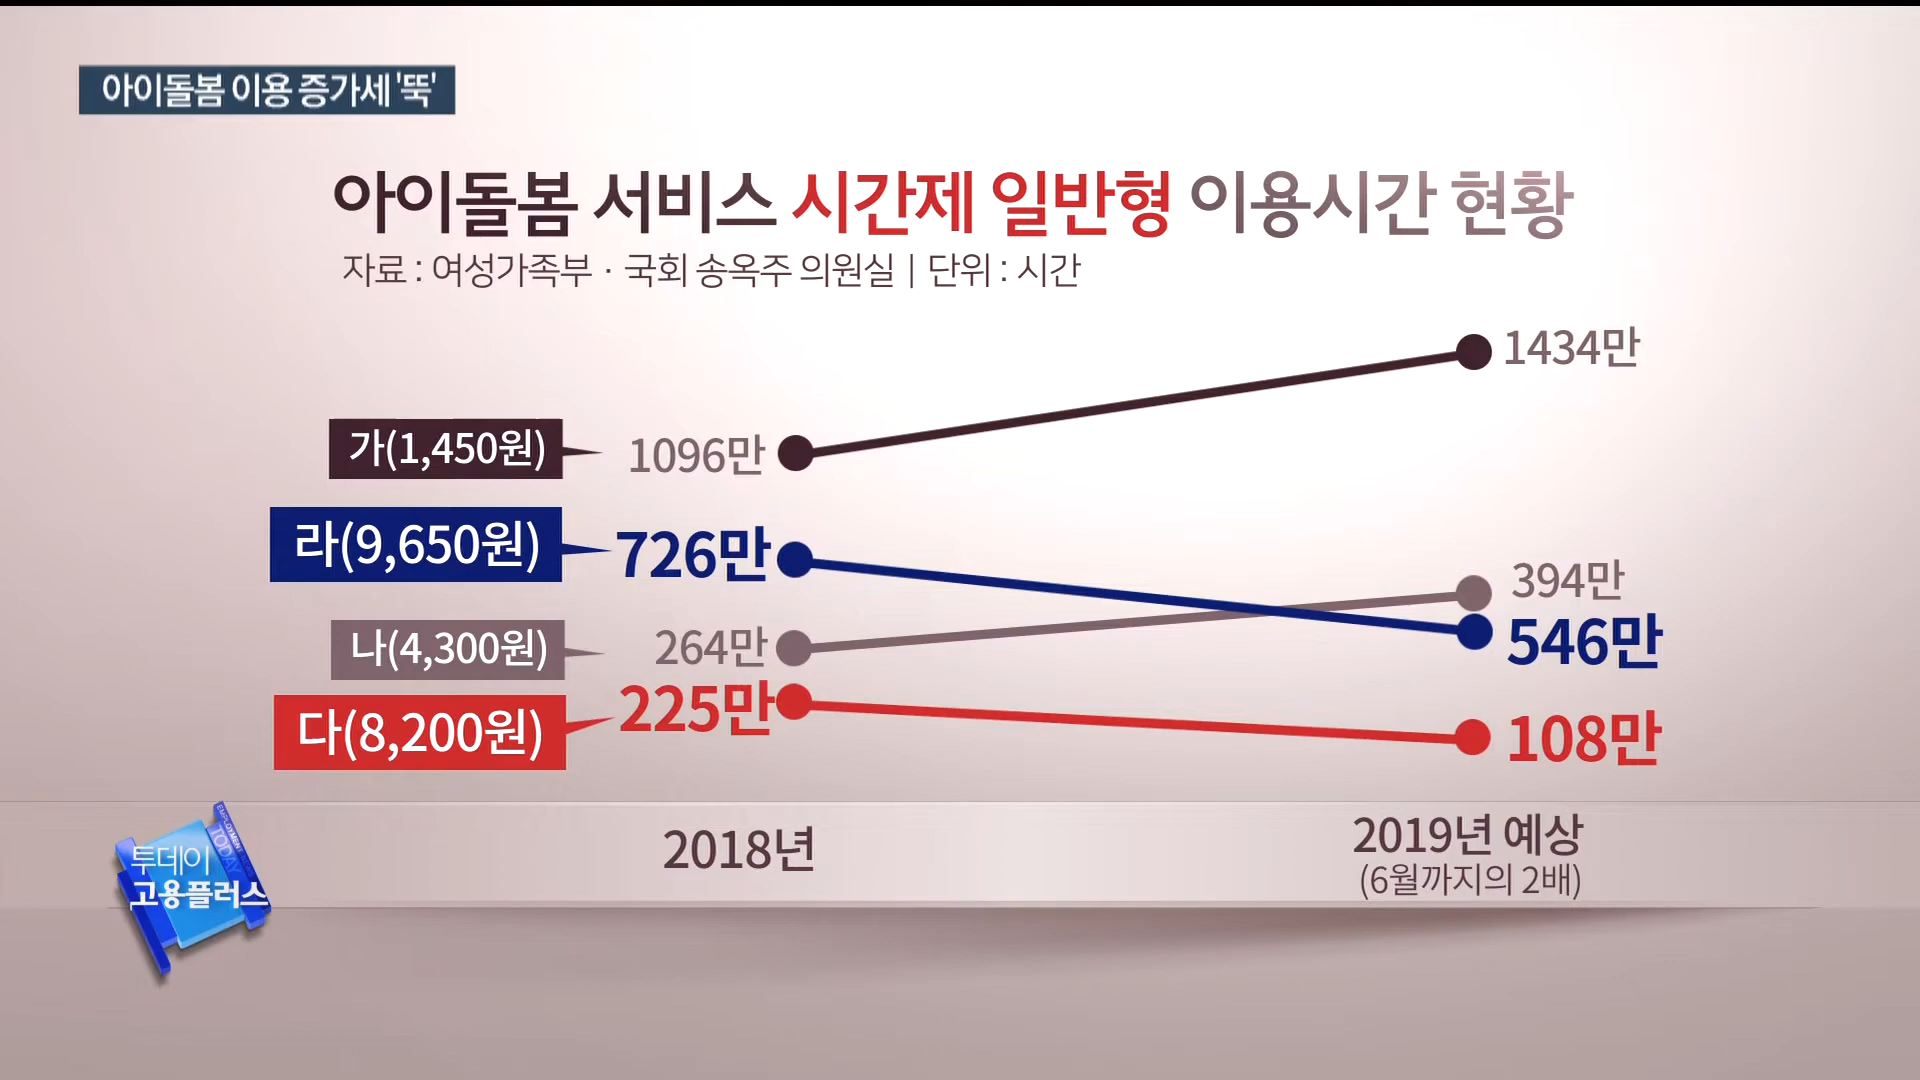 아이돌봄 이용 증가세 '뚝'
아이돌봄 서비스 시간제 일반형 이용시간 현황
자료 : 여성가족부 · 국회 송옥주 의원실 | 단위 : 시간
1434만
가(1,450원) 1096만
라(9,650원) 726만
394만
546만
나(4,300원) 264만
다(8,200원) 225만
108만
2018년
2019년 예상
(6월까지의 2배)
TODAY
투데이
고용플러스